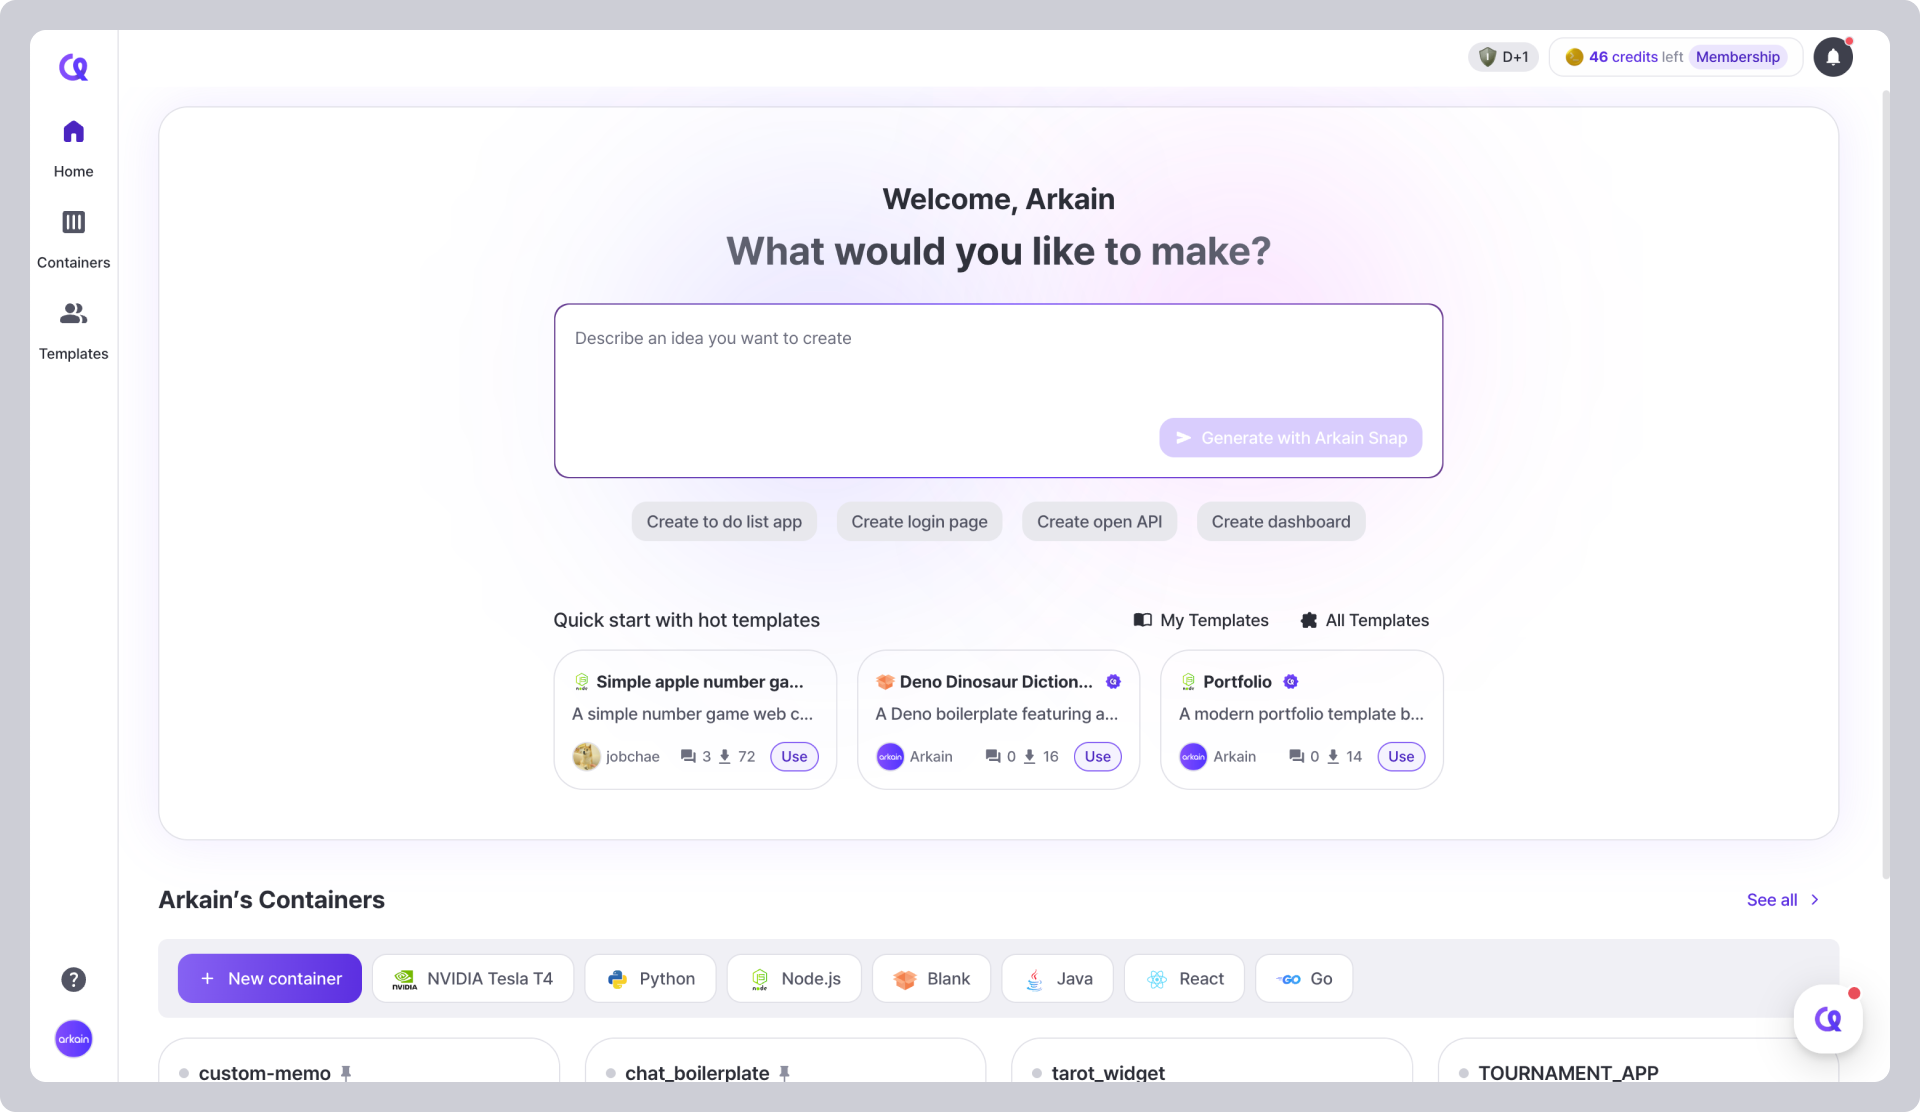 D+1
46 credits left Membership
Home
Containers
Templates
Welcome, Arkain
What would you like to make?
Describe an idea you want to create
Generate with Arkain Snap
Create to do list app
Create login page
Create open API
Create dashboard
Quick start with hot templates
My Templates
All Templates
Simple apple number ga...
A simple number game web c...
jobchae 3 72 Use
Deno Dinosaur Diction...
A Deno boilerplate featuring a...
arkain Arkain 0 16 Use
Portfolio
A modern portfolio template b...
arkain Arkain 0 14 Use
Arkain’s Containers
See all
+ New container
NVIDIA NVIDIA Tesla T4
Python
node Node.js
Blank
Java
React
GO Go
?
arkain
custom-memo
chat_boilerplate
tarot_widget
TOURNAMENT_APP